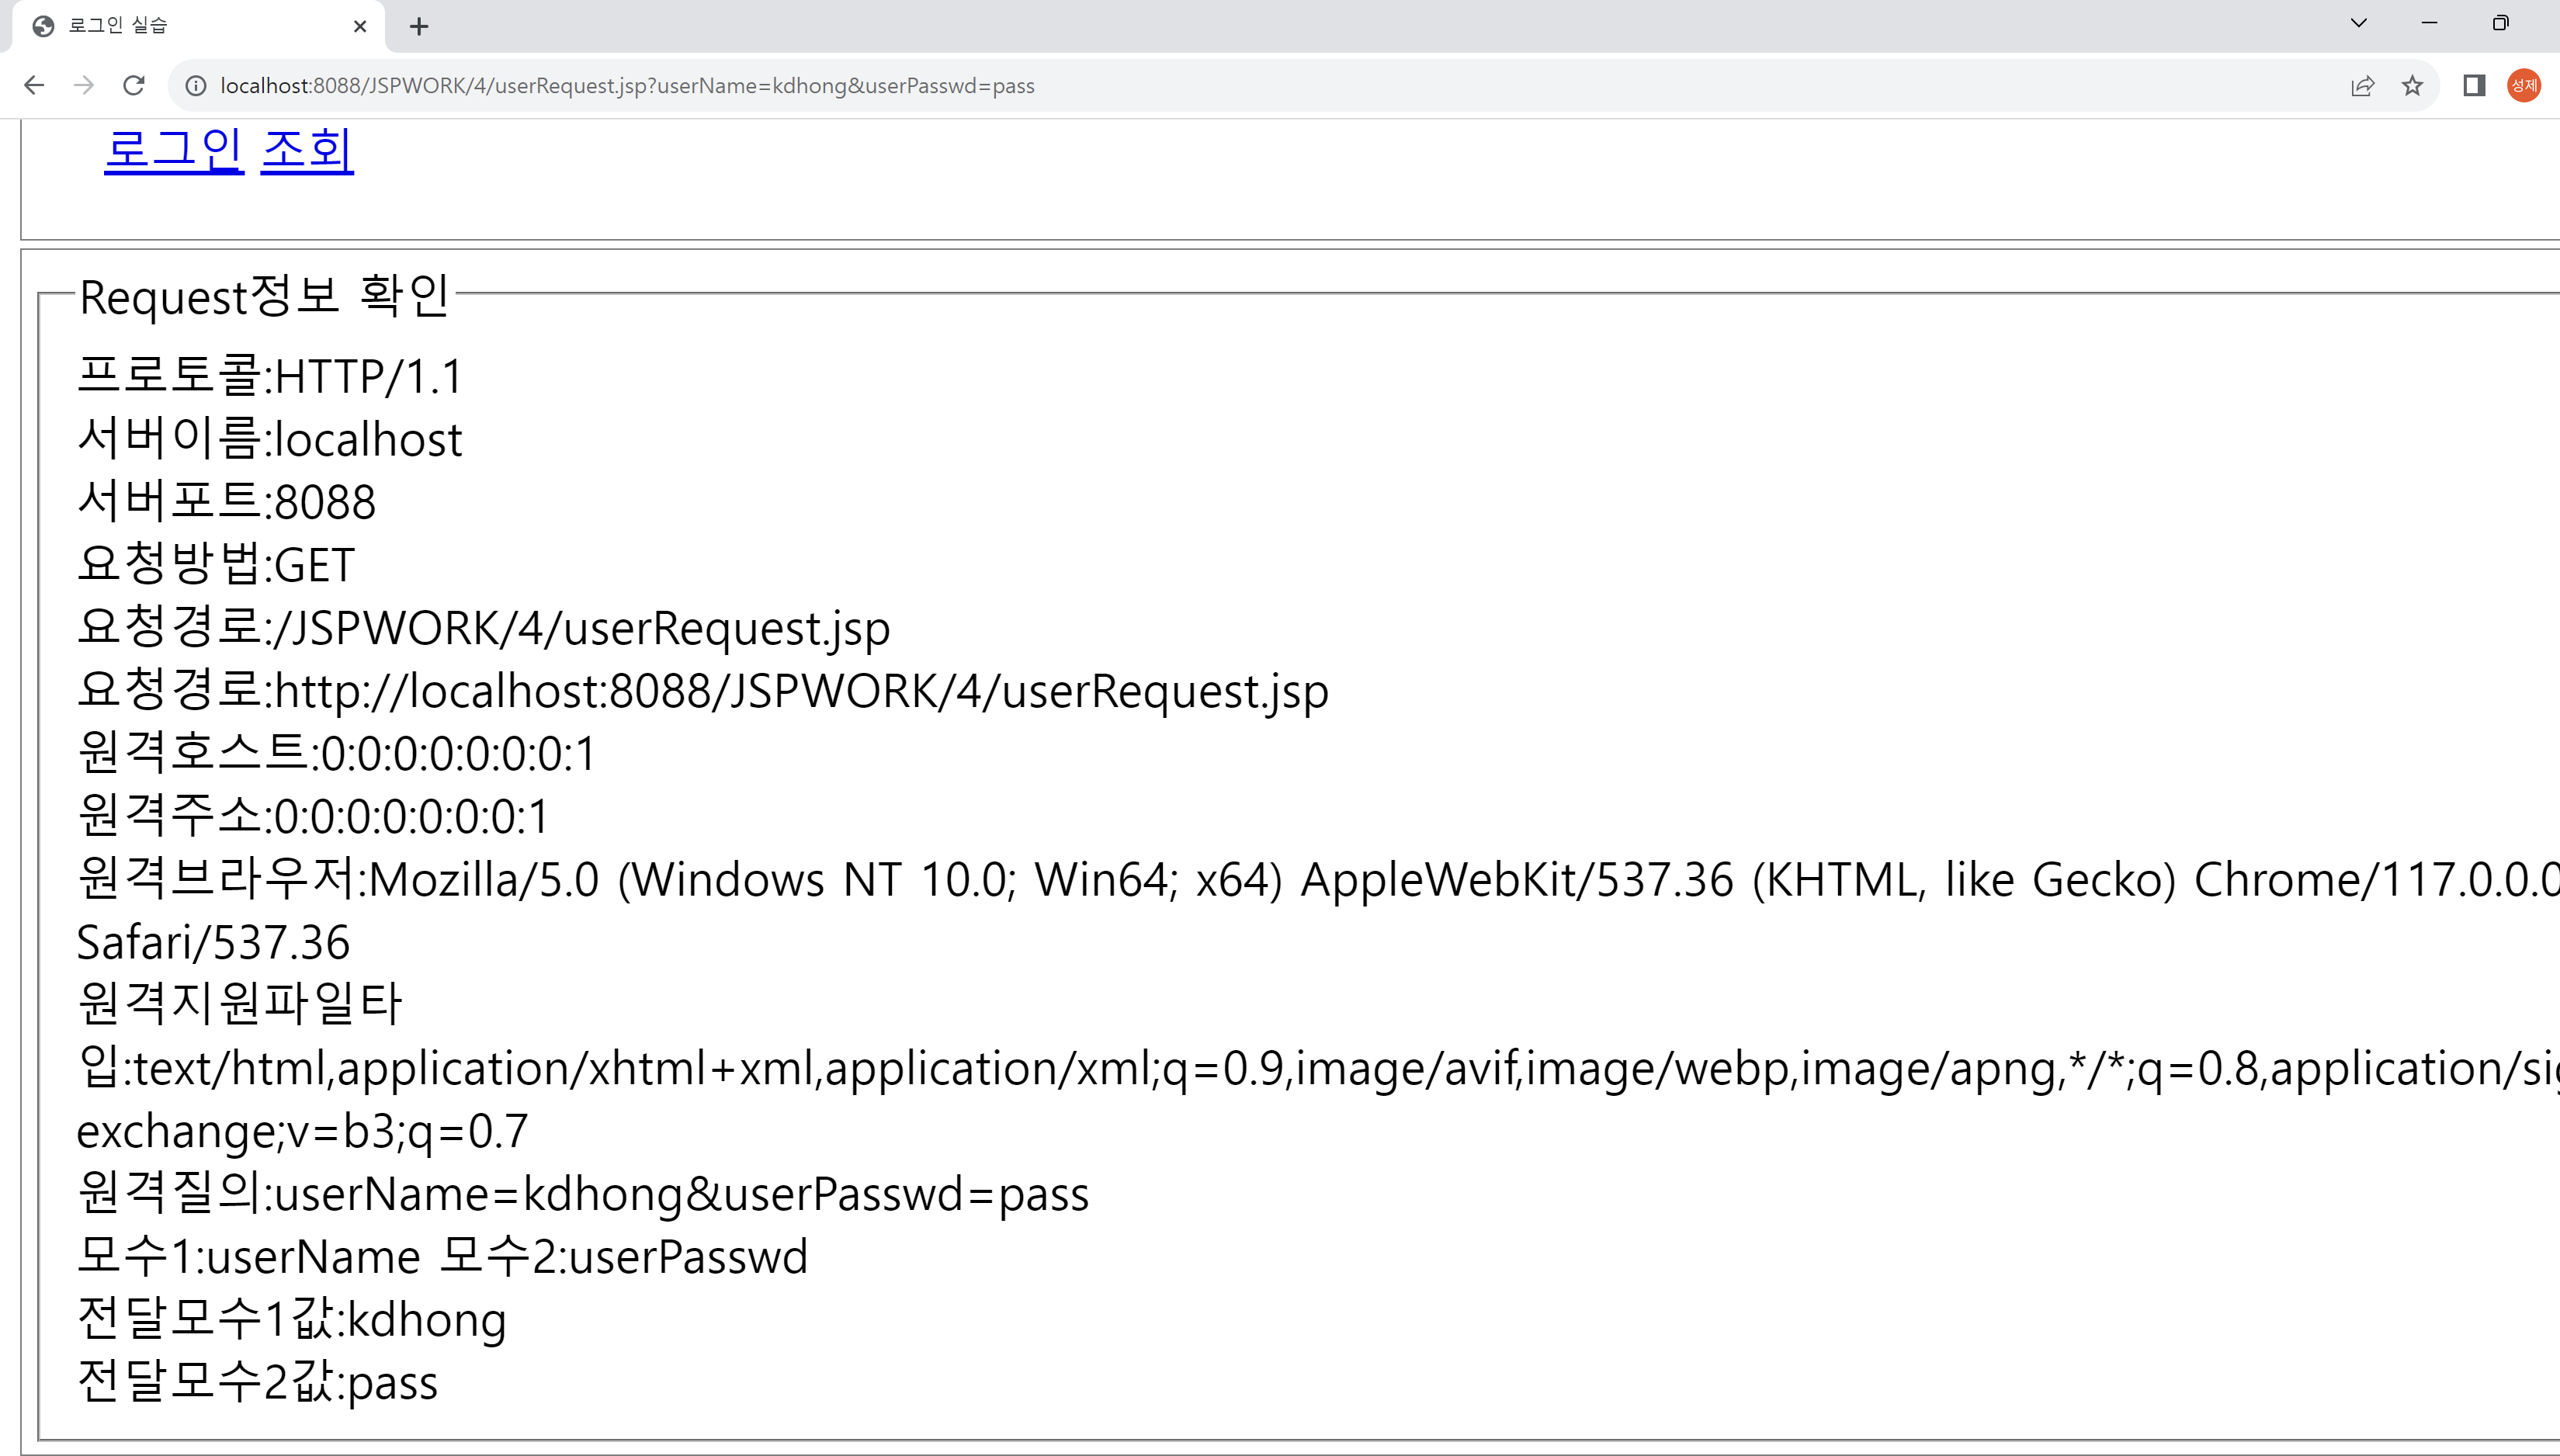 로그인 실습
localhost:8088/JSPWORK/4/userRequest.jsp?userName=kdhong&userPasswd=pass
성제
로그인 조회
Request정보 확인
프로토콜:HTTP/1.1
서버이름:localhost
서버포트:8088
요청방법:GET
요청경로:/JSPWORK/4/userRequest.jsp
요청경로:http://localhost:8088/JSPWORK/4/userRequest.jsp
원격호스트:0:0:0:0:0:0:0:1
원격주소:0:0:0:0:0:0:0:1
원격브라우저:Mozilla/5.0 (Windows NT 10.0; Win64; x64) AppleWebKit/537.36 (KHTML, like Gecko) Chrome/117.0.0.0
Safari/537.36
원격지원파일타
입:text/html,application/xhtml+xml,application/xml;q=0.9,image/avif,image/webp,image/apng,*/*;q=0.8,application/sig
exchange;v=b3;q=0.7
원격질의:userName=kdhong&userPasswd=pass
모수1:userName 모수2:userPasswd
전달모수1값:kdhong
전달모수2값:pass